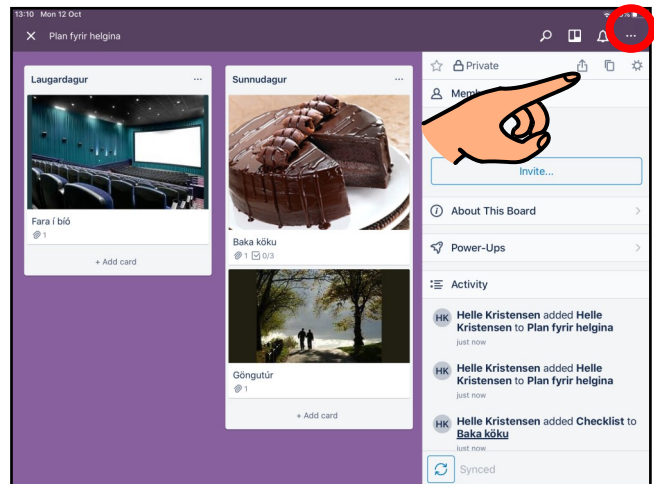 13:10 Mon 12 Oct
Plan fyrir helgina
Laugardagur
Fara í bíó
1
+ Add card
Sunnudagur
Baka köku
1 0/3
Göngutúr
1
+ Add card
Private
Invite...
About This Board
Power-Ups
Activity
HK Helle Kristensen added Helle
Kristensen to Plan fyrir helgina
just now
HK Helle Kristensen added Helle
Kristensen to Plan fyrir helgina
just now
HK Helle Kristensen added Checklist to
Baka köku
just now
Synced